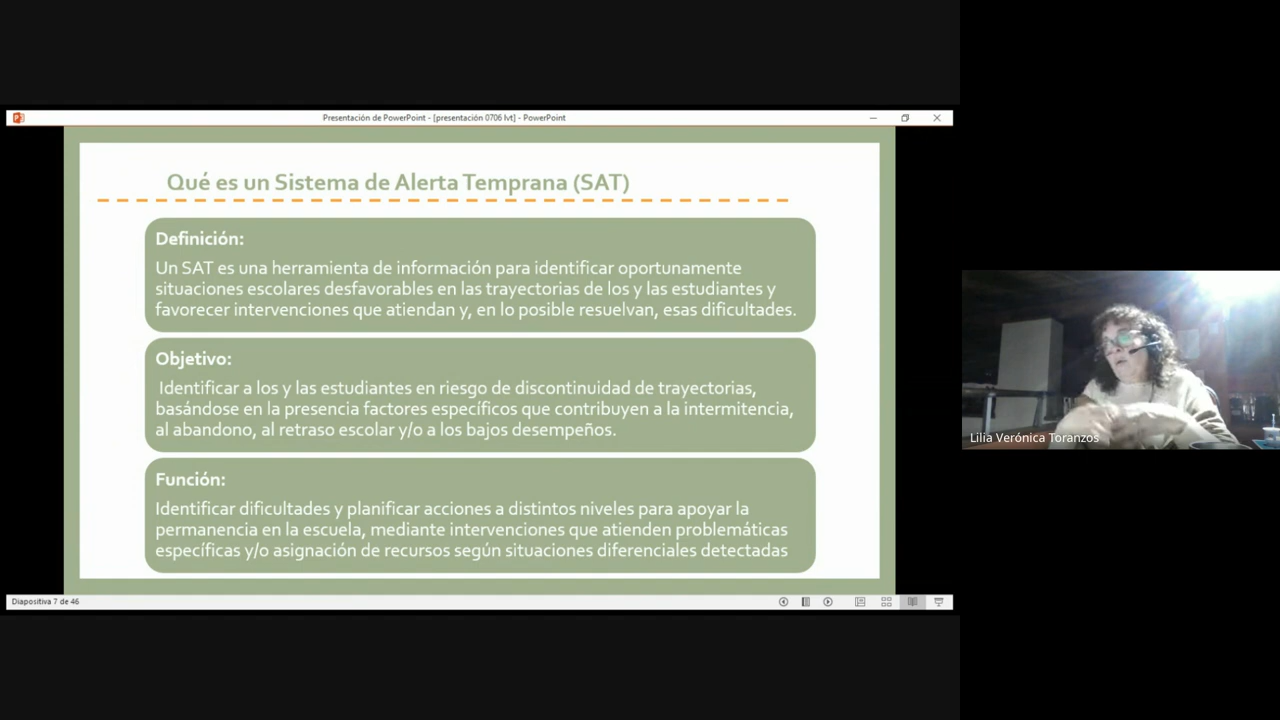 Presentación de PowerPoint - [presentación 0706 lvt] - PowerPoint
Qué es un Sistema de Alerta Temprana (SAT)
Definición:
Un SAT es una herramienta de información para identificar oportunamente
situaciones escolares desfavorables en las trayectorias de los y las estudiantes y
favorecer intervenciones que atiendan y, en lo posible resuelvan, esas dificultades.
Objetivo:
Identificar a los y las estudiantes en riesgo de discontinuidad de trayectorias,
basándose en la presencia factores específicos que contribuyen a la intermitencia,
al abandono, al retraso escolar y/o a los bajos desempeños.
Función:
Identificar dificultades y planificar acciones a distintos niveles para apoyar la
permanencia en la escuela, mediante intervenciones que atienden problemáticas
específicas y/o asignación de recursos según situaciones diferenciales detectadas
Diapositiva 7 de 46
Lilia Verónica Toranzos